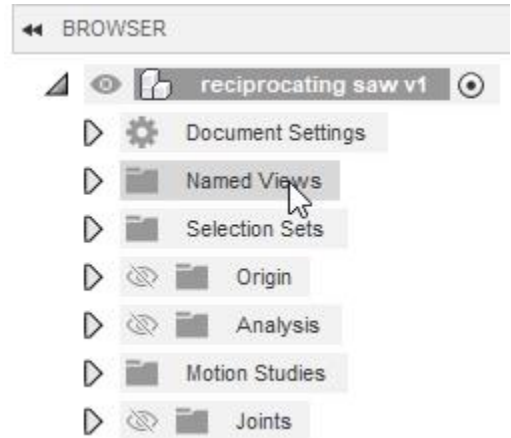 BROWSER
reciprocating saw v1
Document Settings
Named Views
Selection Sets
Origin
Analysis
Motion Studies
Joints